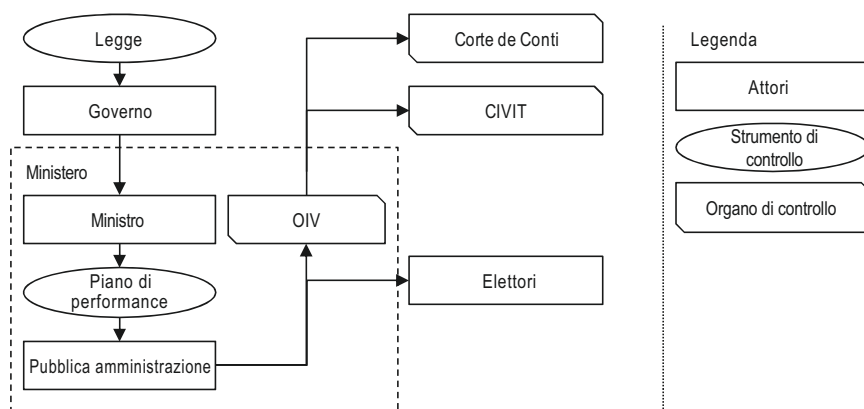 Legge
Corte de Conti
Legenda
Attori
Governo
CIVIT
Strumento di
controllo
Ministero
Ministro
OIV
Organo di controllo
Piano di
performance
Elettori
Pubblica amministrazione